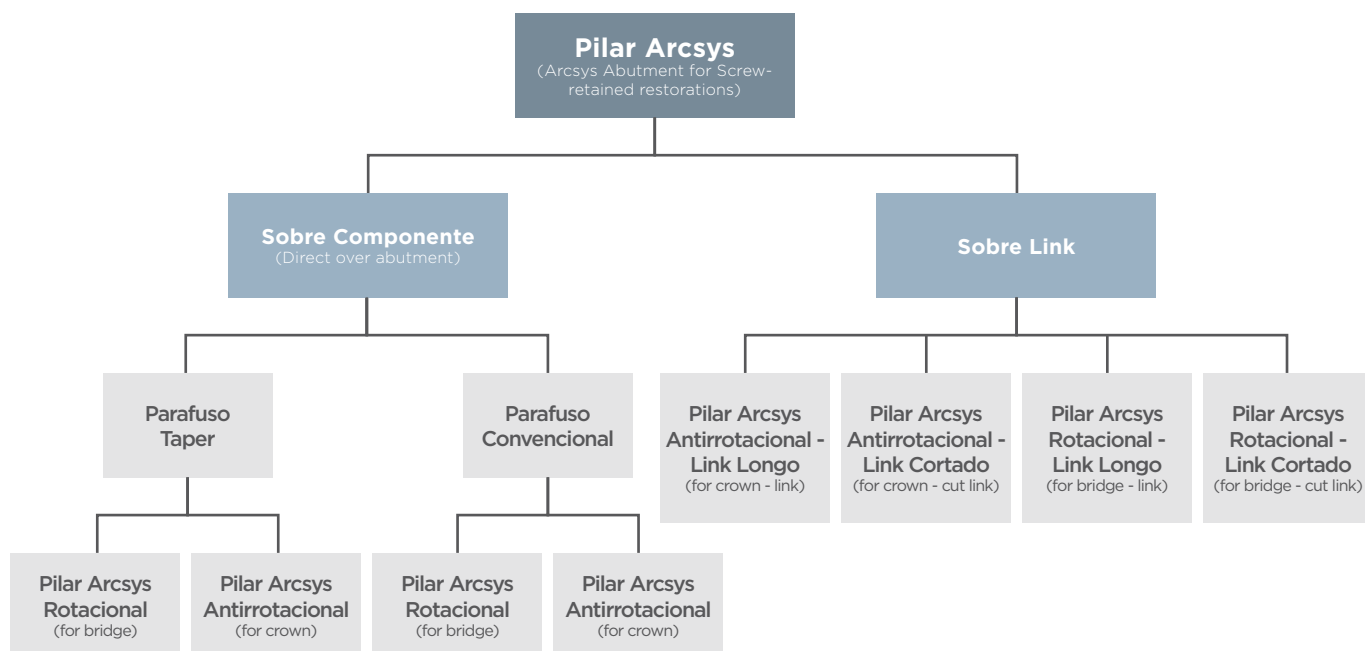 Pilar Arcsys
(Arcsys Abutment for Screw-
retained restorations)
Sobre Componente
(Direct over abutment)
Sobre Link
Parafuso
Taper
Parafuso
Convencional
Pilar Arcsys
Antirrotacional -
Link Longo
(for crown - link)
Pilar Arcsys
Antirrotacional -
Link Cortado
(for crown - cut link)
Pilar Arcsys
Rotacional -
Link Longo
(for bridge - link)
Pilar Arcsys
Rotacional -
Link Cortado
(for bridge - cut link)
Pilar Arcsys
Rotacional
(for bridge)
Pilar Arcsys
Antirrotacional
(for crown)
Pilar Arcsys
Rotacional
(for bridge)
Pilar Arcsys
Antirrotacional
(for crown)